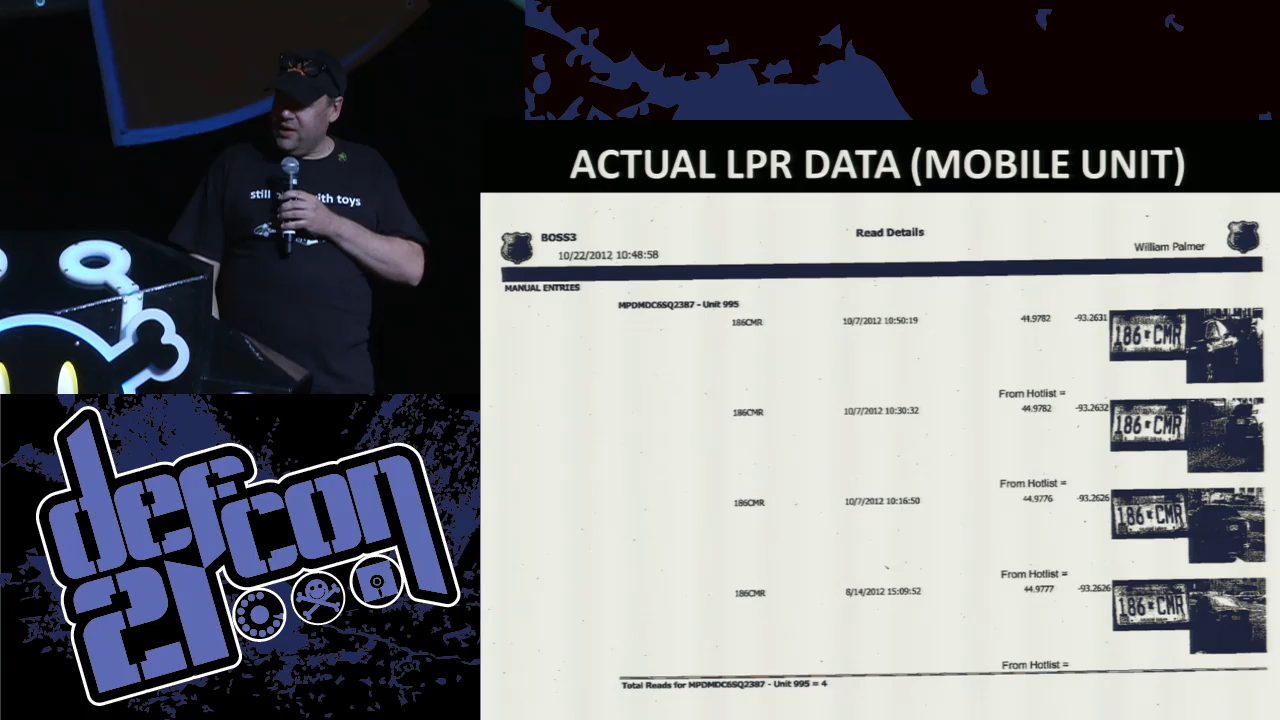 still with toys
defcon
21
ACTUAL LPR DATA (MOBILE UNIT)
BOSS3
Read Details
10/22/2012 10:48:58
William Palmer
MANUAL ENTRIES
MPDMDC6SQ2387 - Unit 995
186CMR 10/7/2012 10:50:19 44.9782 -93.2631 186 CMR
From Hotlist =
186CMR 10/7/2012 10:30:32 44.9782 -93.2632 186 CMR
From Hotlist =
186CMR 10/7/2012 10:16:50 44.9776 -93.2626 186 CMR
From Hotlist =
186CMR 8/14/2012 15:09:52 44.9777 -93.2626 186 CMR
From Hotlist =
Total Reads for MPDMDC6SQ2387 - Unit 995 = 4